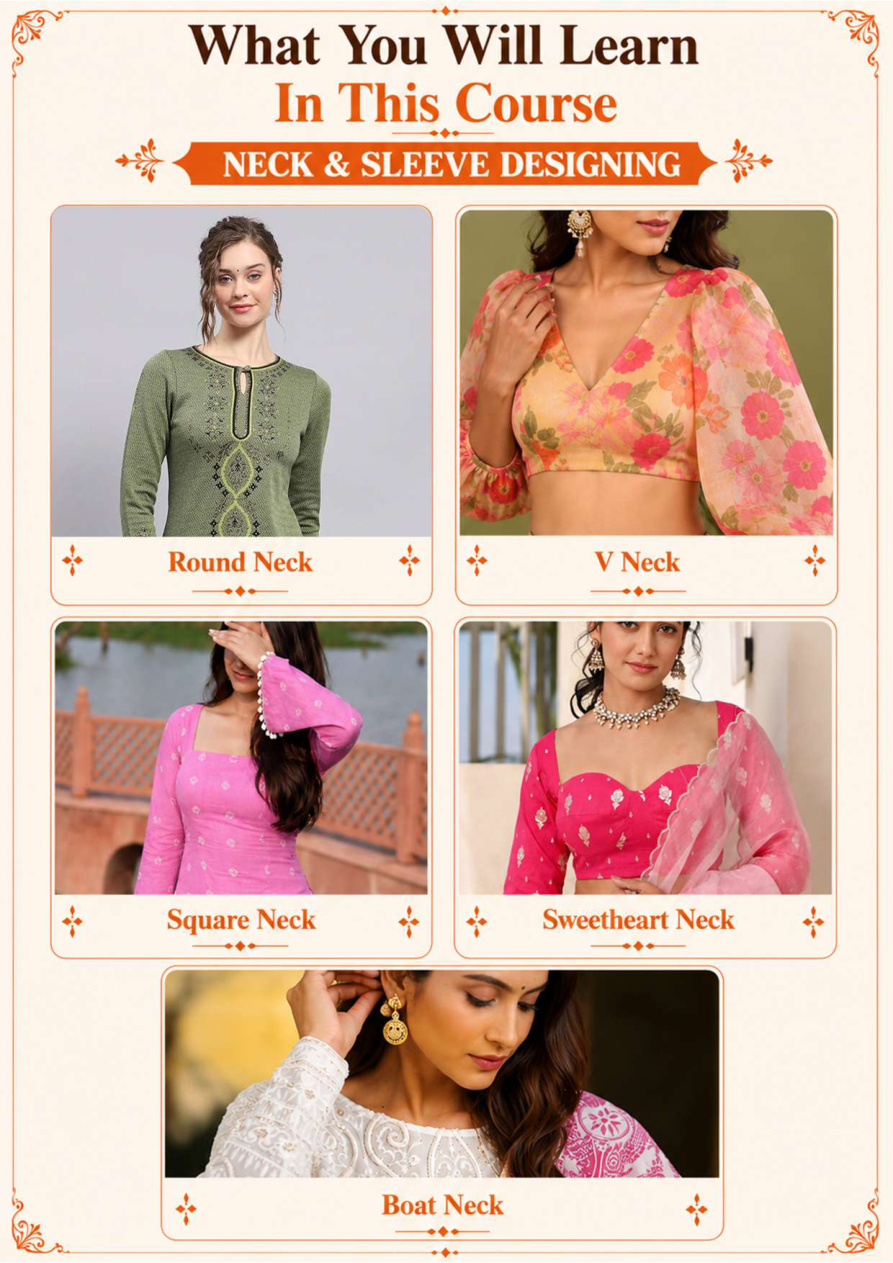 What You Will Learn
In This Course
NECK & SLEEVE DESIGNING
Round Neck
V Neck
Square Neck
Sweetheart Neck
Boat Neck